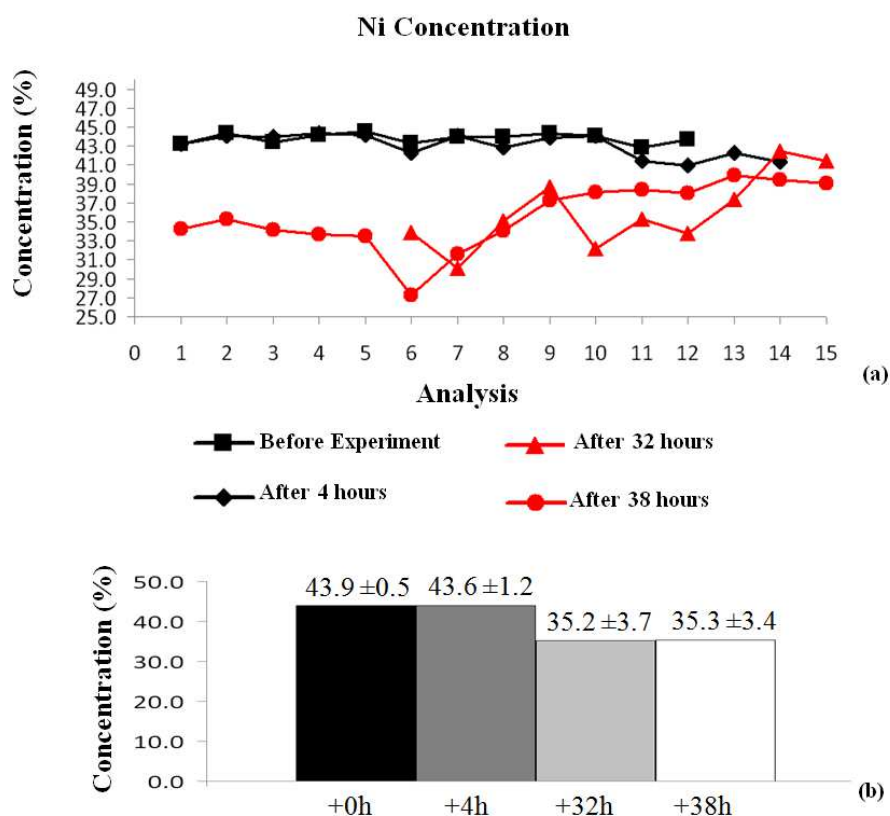 Ni Concentration
Concentration (%)
49.0
47.0
45.0
43.0
41.0
39.0
37.0
35.0
33.0
31.0
29.0
27.0
25.0
0 1 2 3 4 5 6 7 8 9 10 11 12 13 14 15
Analysis
(a)
Before Experiment
After 32 hours
After 4 hours
After 38 hours
Concentration (%)
50.0
40.0
30.0
20.0
10.0
0.0
43.9 ±0.5 43.6 ±1.2 35.2 ±3.7 35.3 ±3.4
+0h +4h +32h +38h
(b)